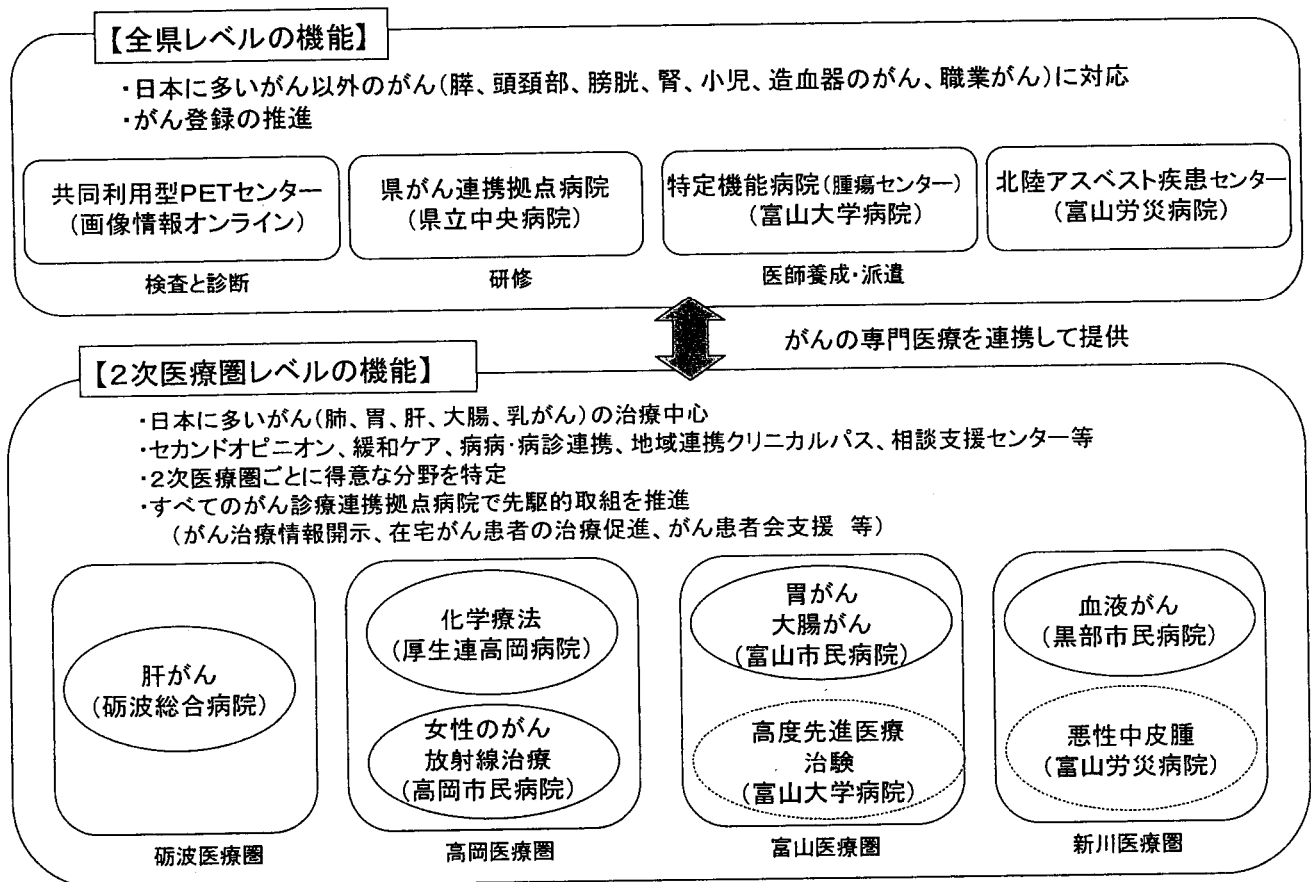 【全県レベルの機能】
・日本に多いがん以外のがん(膵、頭頚部、膀胱、腎、小児、造血器のがん、職業がん)に対応
・がん登録の推進
共同利用型PETセンター
(画像情報オンライン)
検査と診断
県がん連携拠点病院
(県立中央病院)
研修
特定機能病院(腫瘍センター)
(富山大学病院)
医師養成・派遣
北陸アスベスト疾患センター
(富山労災病院)
がんの専門医療を連携して提供
【2次医療圏レベルの機能】
・日本に多いがん(肺、胃、肝、大腸、乳がん)の治療中心
・セカンドオピニオン、緩和ケア、病病・病診連携、地域連携クリニカルパス、相談支援センター等
・2次医療圏ごとに得意な分野を特定
・すべてのがん診療連携拠点病院で先駆的取組を推進
(がん治療情報開示、在宅がん患者の治療促進、がん患者会支援 等)
肝がん
(砺波総合病院)
砺波医療圏
化学療法
(厚生連高岡病院)
女性のがん
放射線治療
(高岡市民病院)
高岡医療圏
胃がん
大腸がん
(富山市民病院)
高度先進医療
治験
(富山大学病院)
富山医療圏
血液がん
(黒部市民病院)
悪性中皮腫
(富山労災病院)
新川医療圏